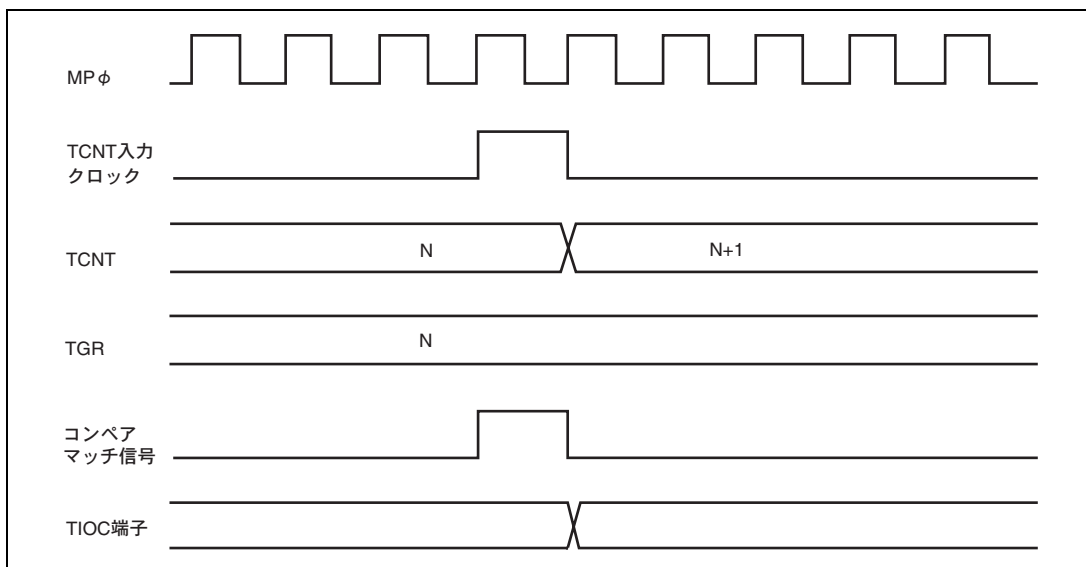 MPφ
TCNT入力
クロック
TCNT
N
N+1
TGR
N
コンペア
マッチ信号
TIOC端子